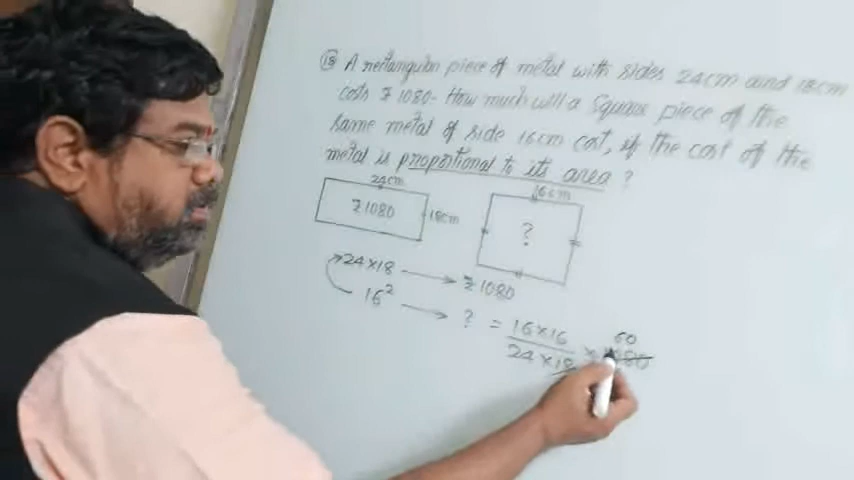 18 A rectangular piece of metal with sides 24cm and 18cm
costs ₹1080. How much will a square piece of the
same metal of side 16cm cost, if the cost of the
metal is proportional to its area ?
24cm
₹1080
18cm
16cm
?
24×18 → ₹1080
16² → ? = 16×16
24×18
× 1080
60